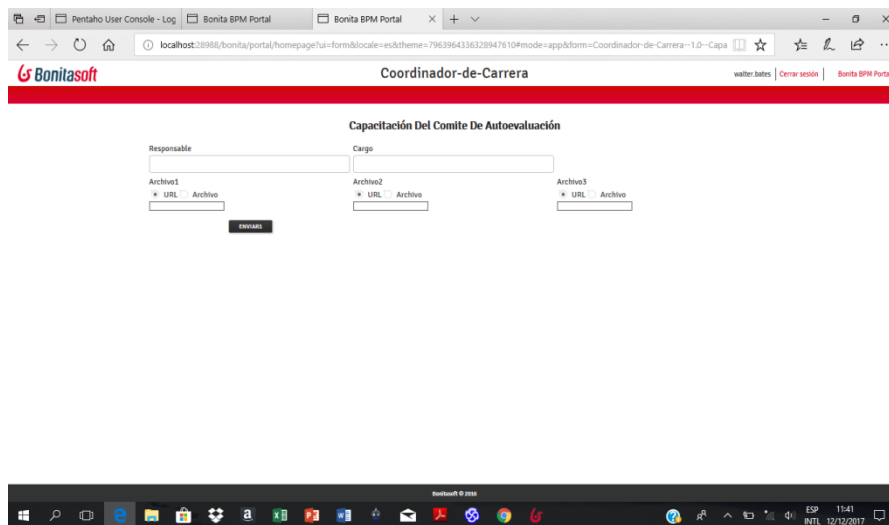 Pentaho User Console - Log
Bonita BPM Portal
Bonita BPM Portal
localhost:28988/bonita/portal/homepage?ui=form&locale=es&theme=7963964336328947610#mode=app&form=Coordinador-de-Carrera--1.0--Capa
Bonitasoft
Coordinador-de-Carrera
walter.bates Cerrar sesión Bonita BPM Porta
Capacitación Del Comite De Autoevaluación
Responsable Cargo
Archivo1 Archivo2 Archivo3
URL Archivo URL Archivo URL Archivo
ENVIAR1
Bonitasoft © 2016
ESP 11:41
INTL 12/12/2017